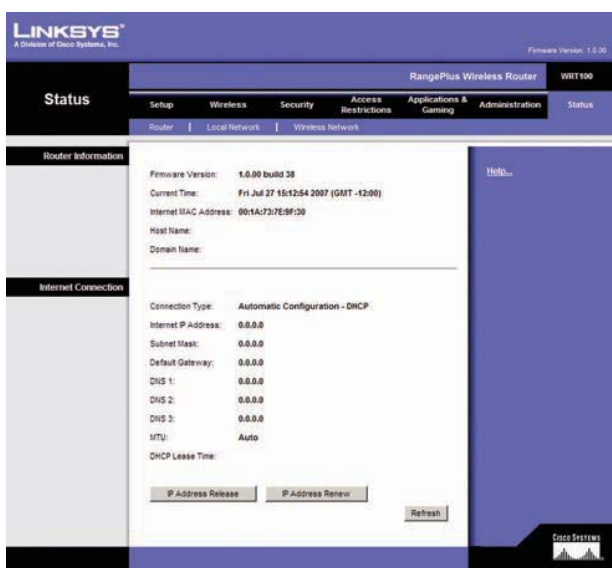 LINKSYS®
A Division of Cisco Systems, Inc.
Firmware Version: 1.0.00
RangePlus Wireless Router WRT100
Status
Setup Wireless Security Access Restrictions Applications & Gaming Administration Status
Router | Local Network | Wireless Network
Router Information
Help...
Firmware Version: 1.0.00 build 38
Current Time: Fri Jul 27 15:12:54 2007 (GMT -12:00)
Internet MAC Address: 00:1A:73:7E:9F:30
Host Name:
Domain Name:
Internet Connection
Connection Type: Automatic Configuration - DHCP
Internet IP Address: 0.0.0.0
Subnet Mask: 0.0.0.0
Default Gateway: 0.0.0.0
DNS 1: 0.0.0.0
DNS 2: 0.0.0.0
DNS 3: 0.0.0.0
MTU: Auto
DHCP Lease Time:
IP Address Release IP Address Renew
Refresh
CISCO SYSTEMS